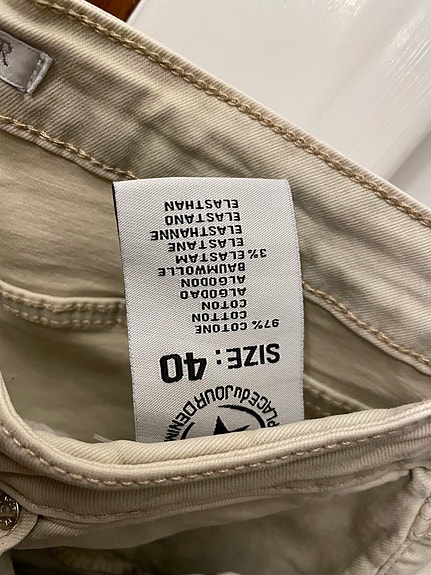 PLACE du JOUR DENIM
SIZE: 40
97% COTONE
COTTON
COTON
ALGODAO
ALGODON
BAUMWOLLE
3% ELASTAM
ELASTANE
ELASTHANNE
ELASTANO
ELASTHAN
R